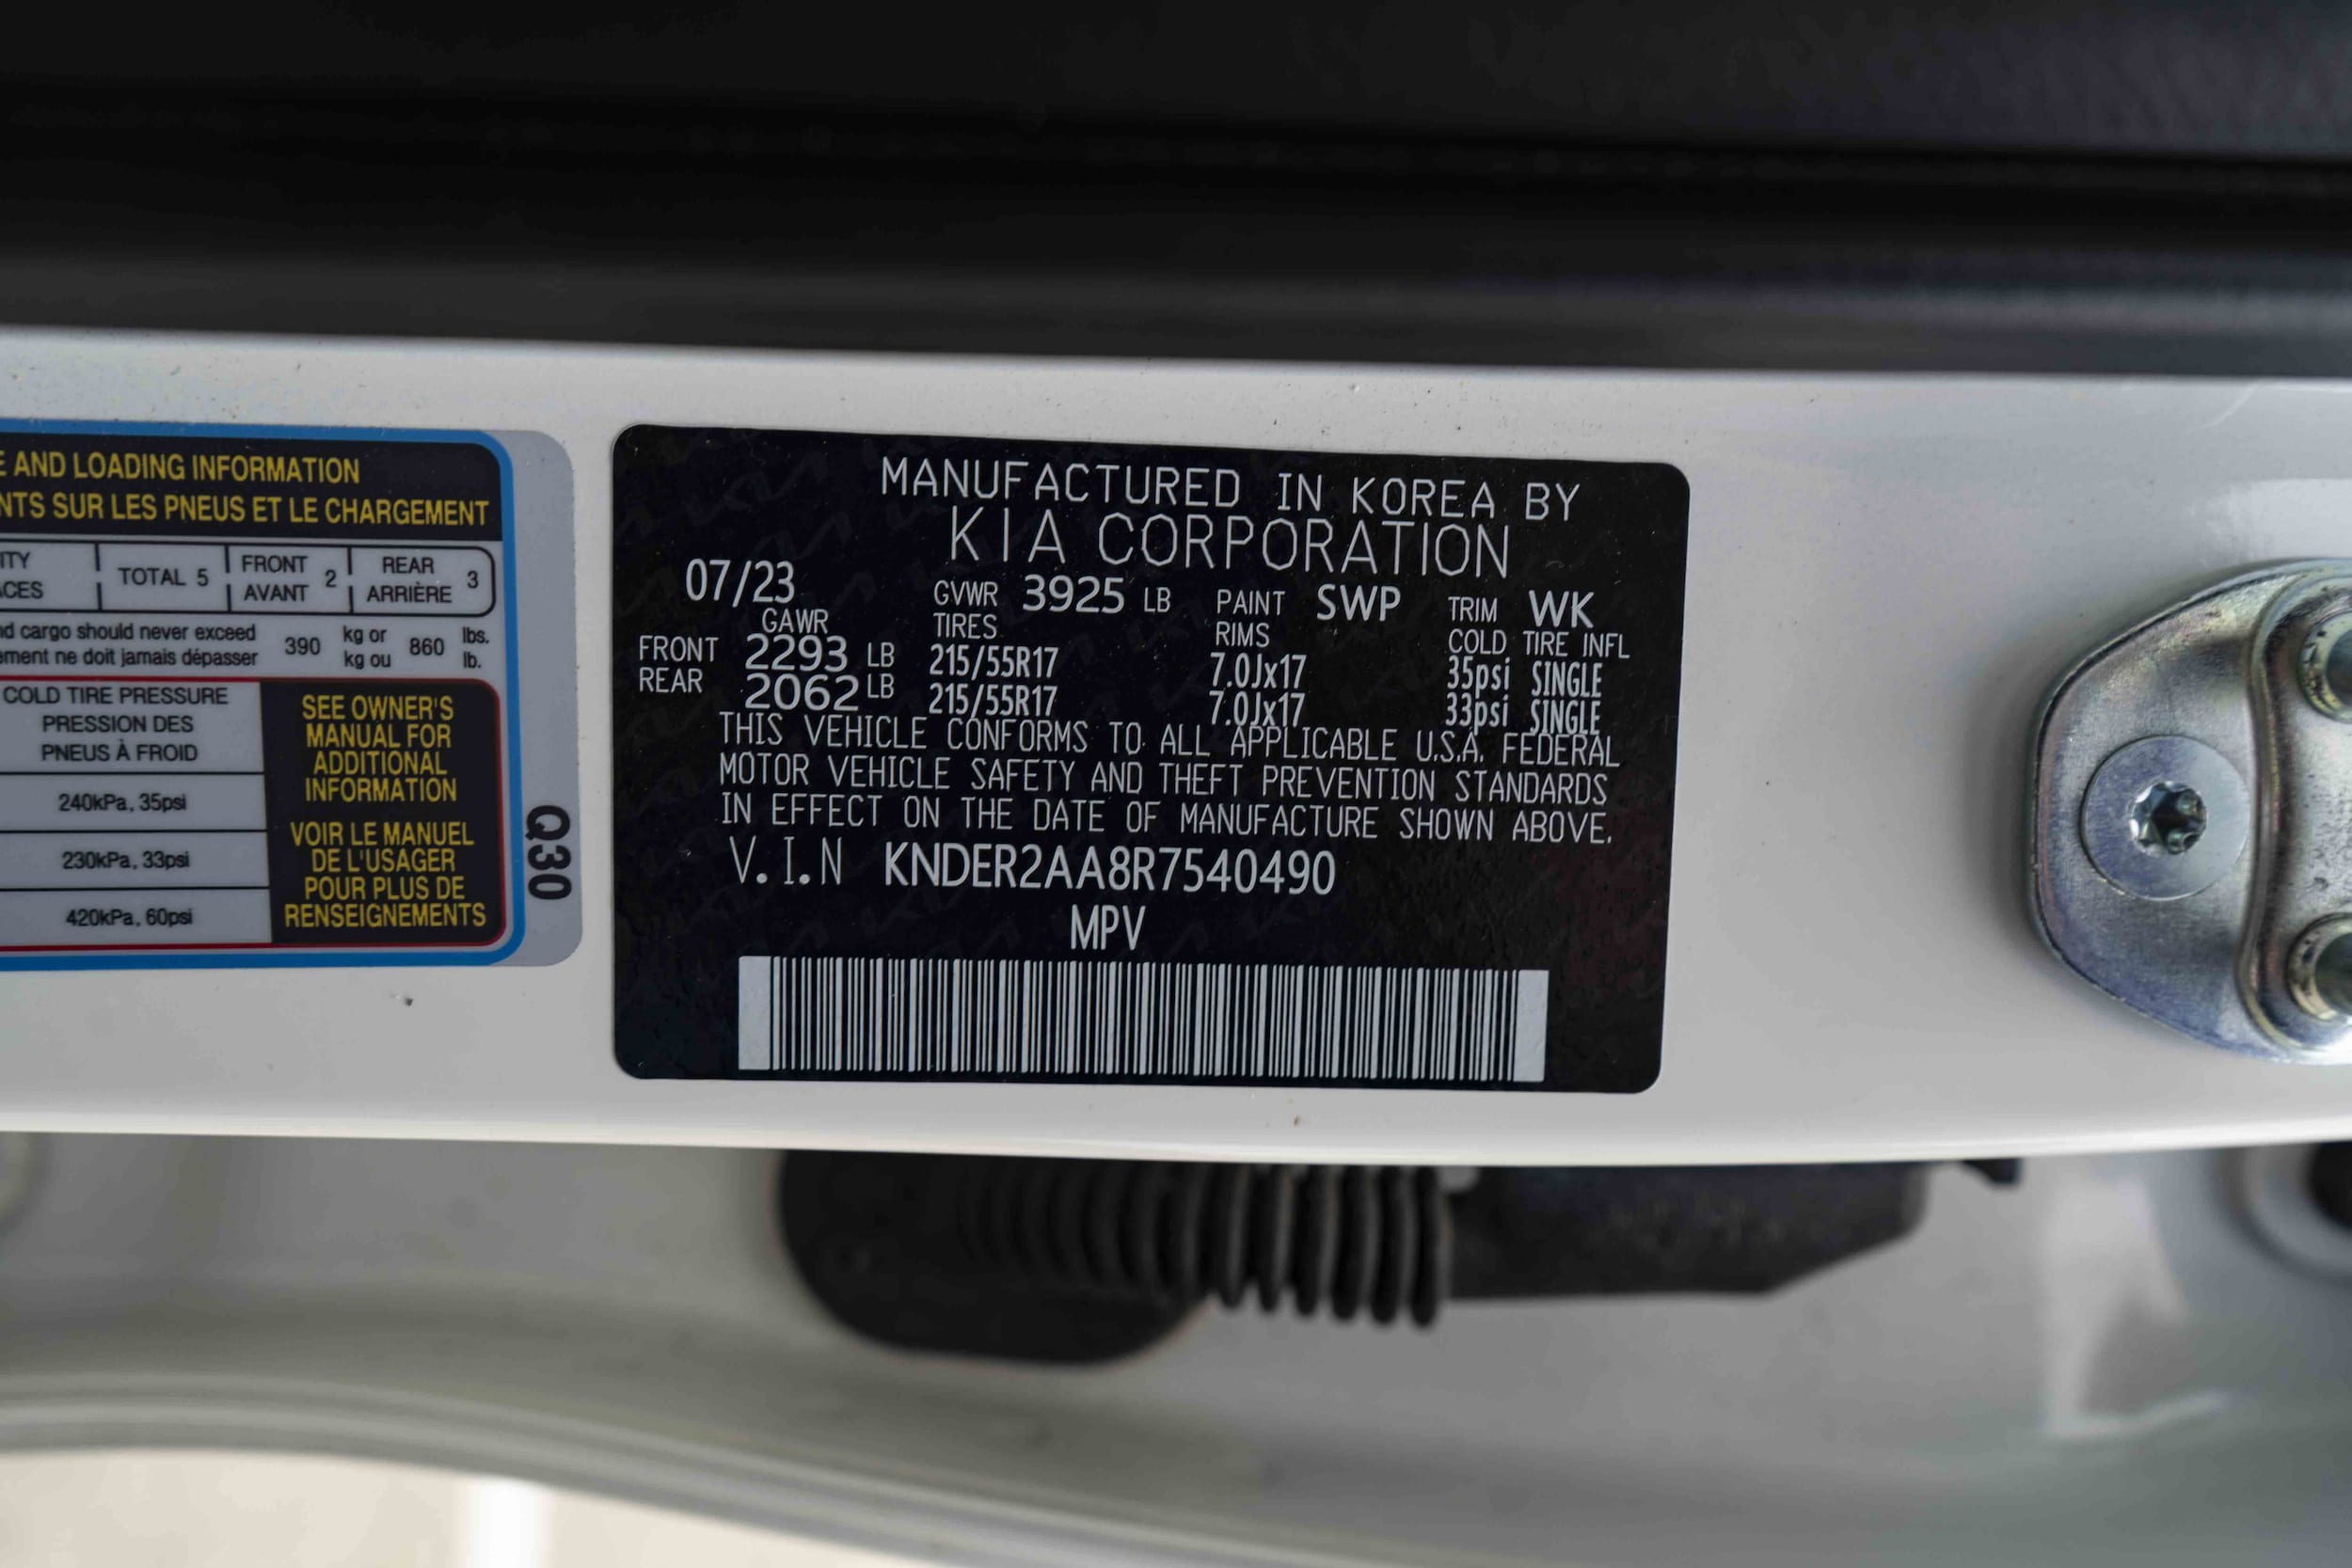 E AND LOADING INFORMATION
NTS SUR LES PNEUS ET LE CHARGEMENT
ITY TOTAL 5 FRONT 2 REAR 3
ACES AVANT ARRIÈRE
nd cargo should never exceed 390 kg or 860 lbs.
ement ne doit jamais dépasser kg ou lb.
COLD TIRE PRESSURE
PRESSION DES
PNEUS À FROID
240kPa, 35psi
230kPa, 33psi
420kPa, 60psi
SEE OWNER'S
MANUAL FOR
ADDITIONAL
INFORMATION
VOIR LE MANUEL
DE L'USAGER
POUR PLUS DE
RENSEIGNEMENTS
Q30
MANUFACTURED IN KOREA BY
KIA CORPORATION
07/23 GVWR 3925 LB PAINT SWP TRIM WK
GAWR TIRES RIMS COLD TIRE INFL
FRONT 2293 LB 215/55R17 7.0Jx17 35psi SINGLE
REAR 2062 LB 215/55R17 7.0Jx17 33psi SINGLE
THIS VEHICLE CONFORMS TO ALL APPLICABLE U.S.A. FEDERAL
MOTOR VEHICLE SAFETY AND THEFT PREVENTION STANDARDS
IN EFFECT ON THE DATE OF MANUFACTURE SHOWN ABOVE.
V.I.N KNDER2AA8R7540490
MPV